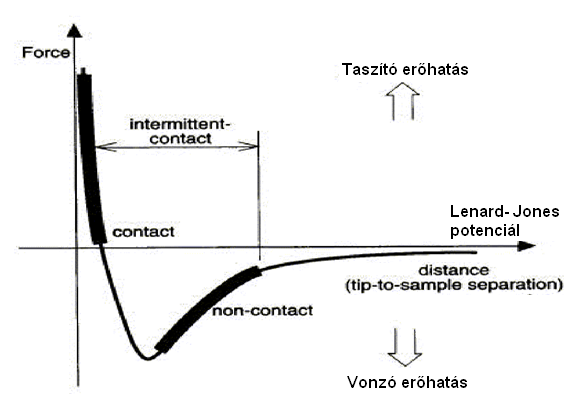 Force
Taszító erőhatás
intermittent-
contact
contact
Lenard- Jones
potenciál
distance
(tip-to-sample separation)
non-contact
Vonzó erőhatás